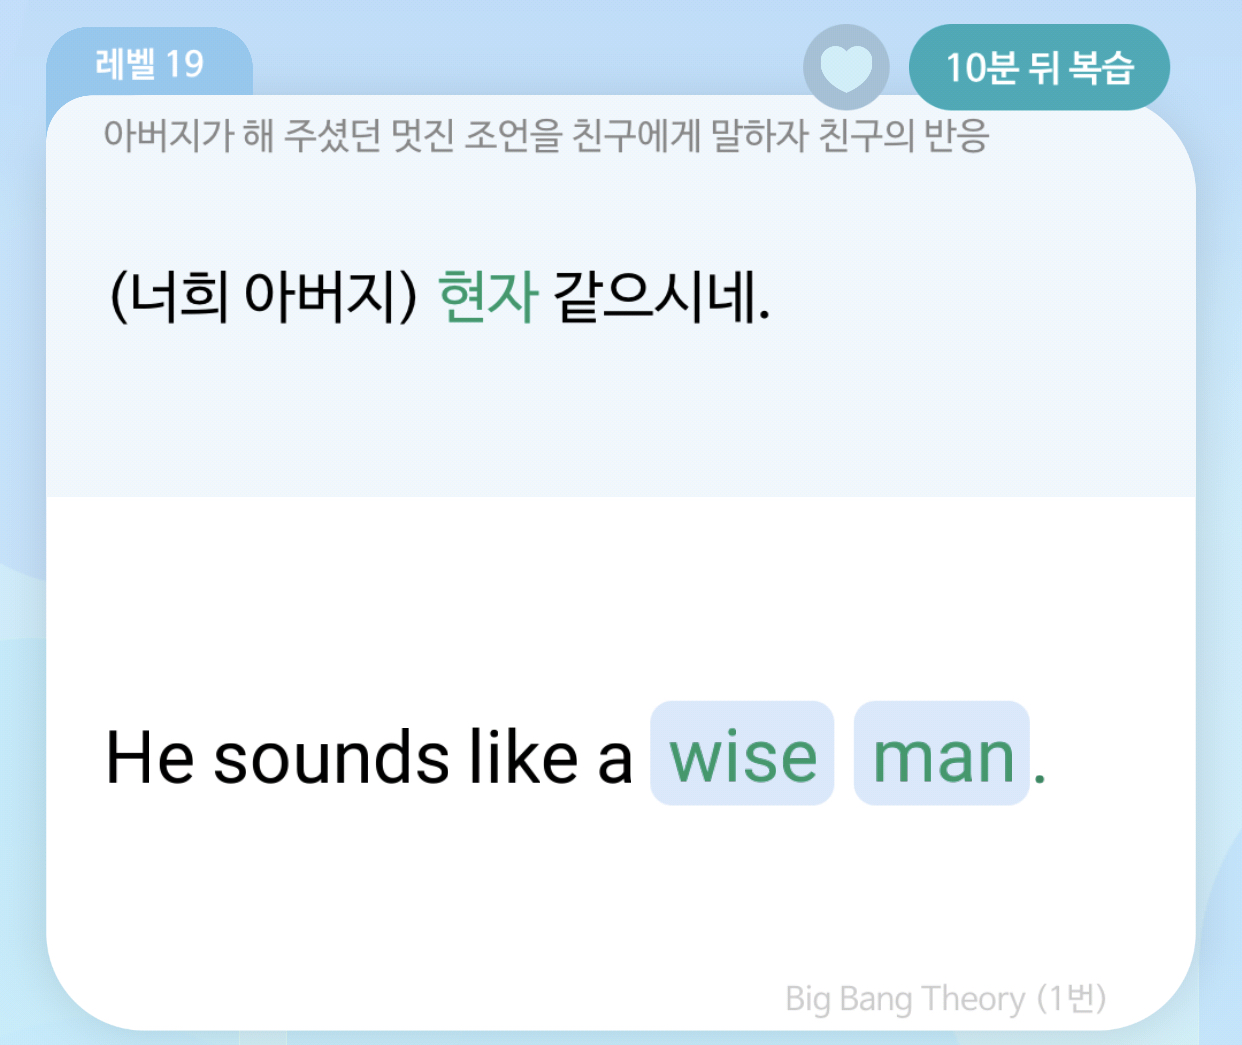 레벨 19
10분 뒤 복습
아버지가 해 주셨던 멋진 조언을 친구에게 말하자 친구의 반응
(너희 아버지) 현자 같으시네.
He sounds like a wise man.
Big Bang Theory (1번)